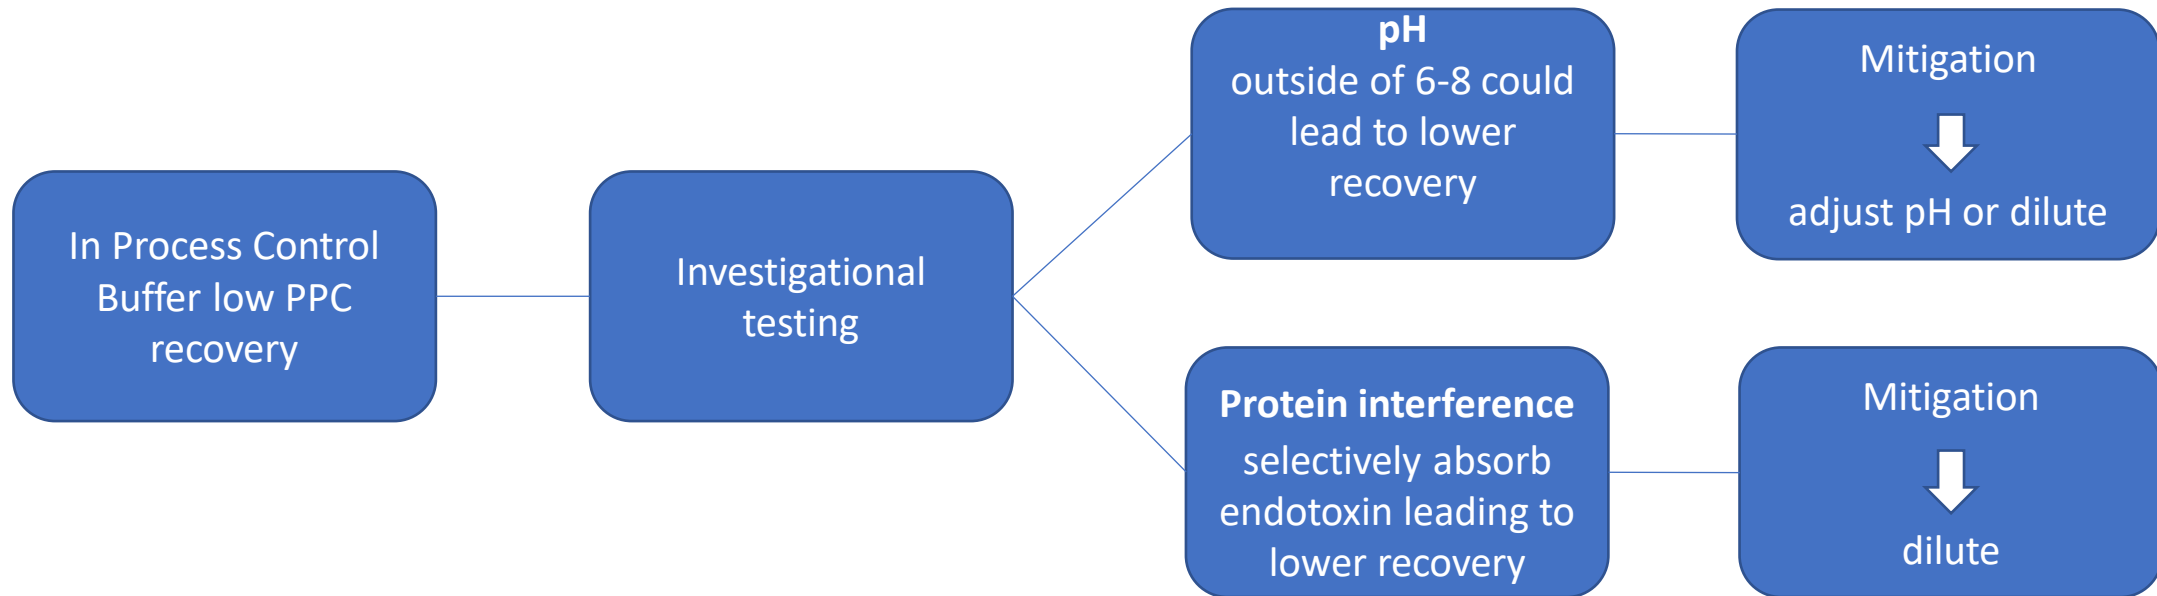 In Process Control
Buffer low PPC
recovery
Investigational
testing
pH
outside of 6-8 could
lead to lower
recovery
Mitigation
adjust pH or dilute
Protein interference
selectively absorb
endotoxin leading to
lower recovery
Mitigation
dilute